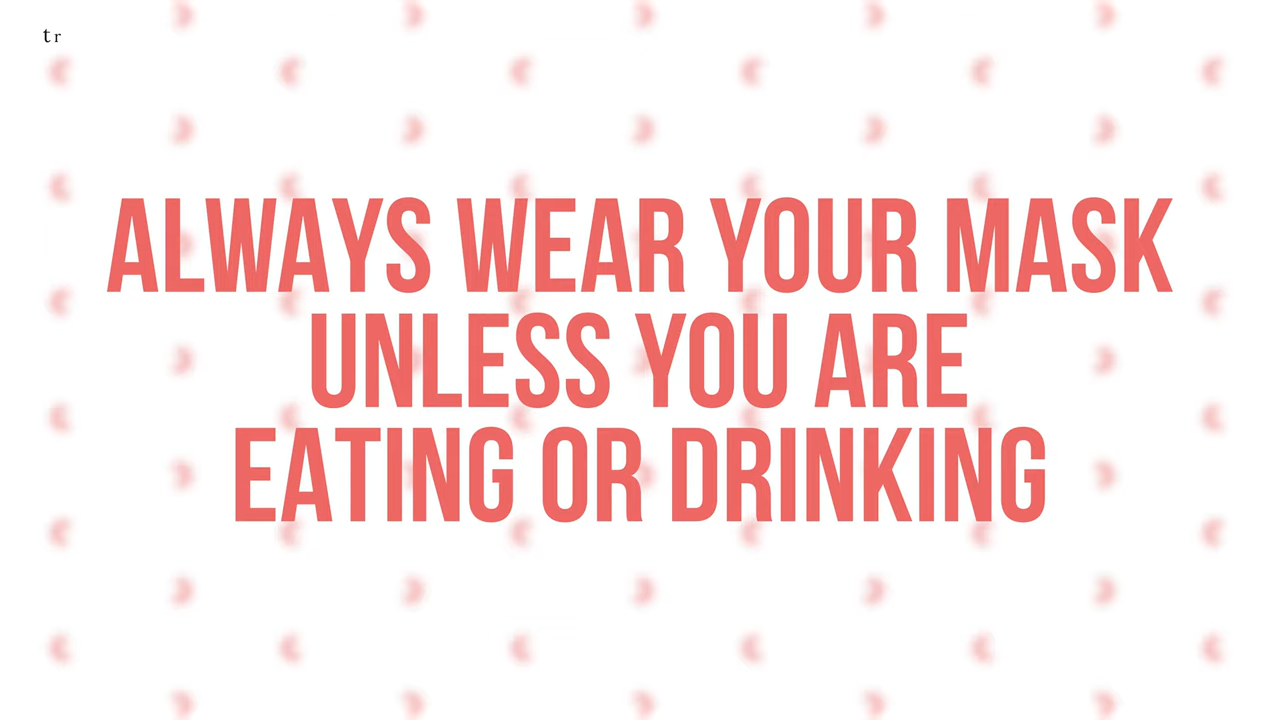 tr
ALWAYS WEAR YOUR MASK
UNLESS YOU ARE
EATING OR DRINKING